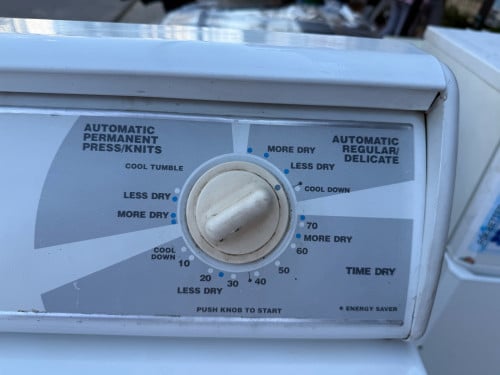 AUTOMATIC
PERMANENT
PRESS/KNITS
COOL TUMBLE
LESS DRY
MORE DRY
COOL
DOWN
AUTOMATIC
REGULAR/
DELICATE
MORE DRY
LESS DRY
COOL DOWN
70
MORE DRY
60
50
40
30
20
10
LESS DRY
TIME DRY
PUSH KNOB TO START
* ENERGY SAVER